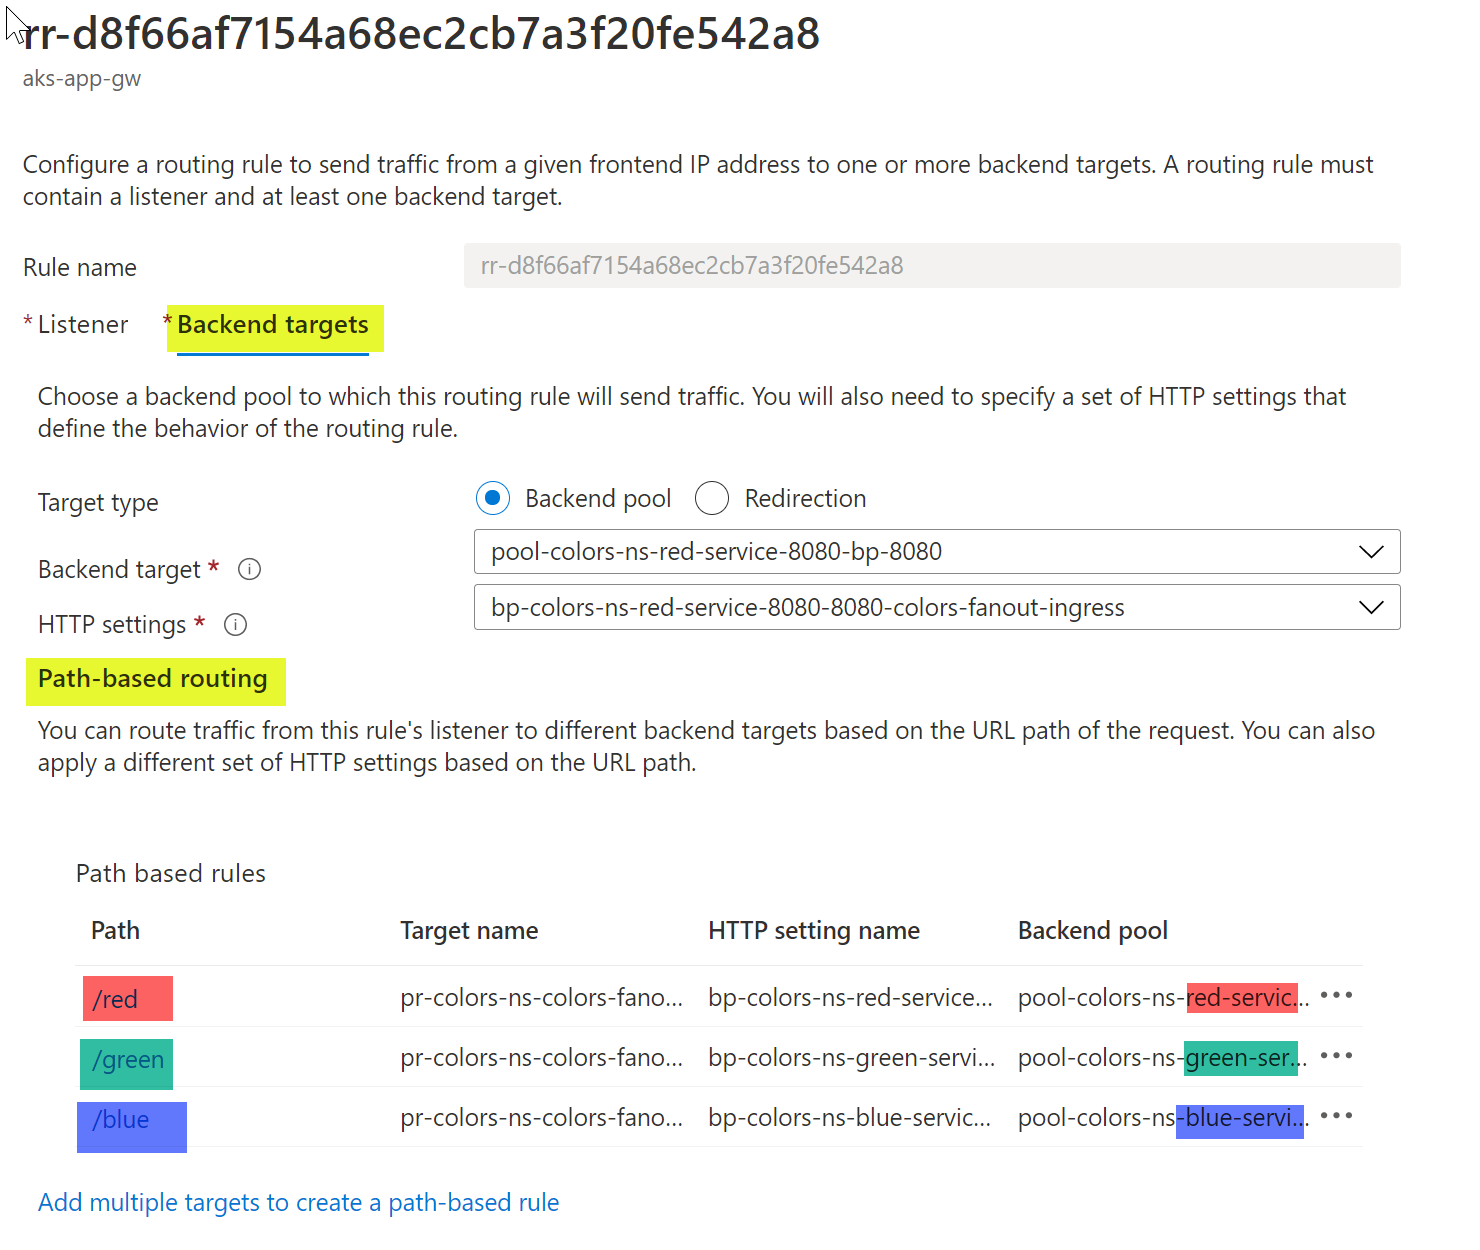 rr-d8f66af7154a68ec2cb7a3f20fe542a8
aks-app-gw
Configure a routing rule to send traffic from a given frontend IP address to one or more backend targets. A routing rule must
contain a listener and at least one backend target.
Rule name
rr-d8f66af7154a68ec2cb7a3f20fe542a8
* Listener * Backend targets
Choose a backend pool to which this routing rule will send traffic. You will also need to specify a set of HTTP settings that
define the behavior of the routing rule.
Target type
Backend pool Redirection
Backend target *
pool-colors-ns-red-service-8080-bp-8080
HTTP settings *
bp-colors-ns-red-service-8080-8080-colors-fanout-ingress
Path-based routing
You can route traffic from this rule's listener to different backend targets based on the URL path of the request. You can also
apply a different set of HTTP settings based on the URL path.
Path based rules
Path Target name HTTP setting name Backend pool
/red pr-colors-ns-colors-fano... bp-colors-ns-red-service... pool-colors-ns-red-servic... •••
/green pr-colors-ns-colors-fano... bp-colors-ns-green-servi... pool-colors-ns-green-ser... •••
/blue pr-colors-ns-colors-fano... bp-colors-ns-blue-servic... pool-colors-ns-blue-servi... •••
Add multiple targets to create a path-based rule